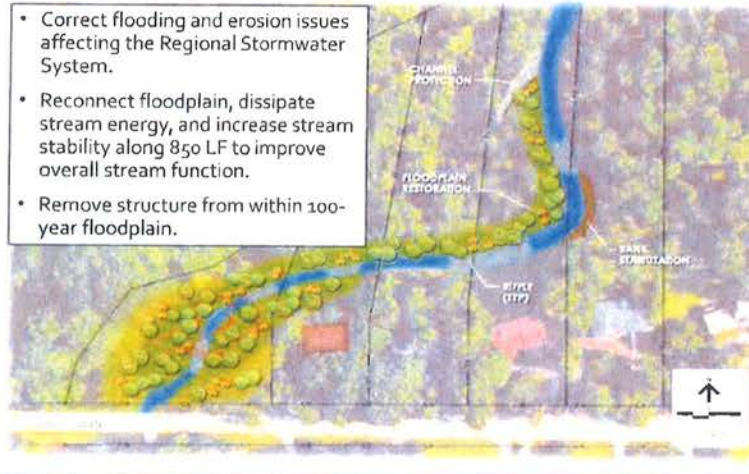 • Correct flooding and erosion issues
affecting the Regional Stormwater
System.
• Reconnect floodplain, dissipate
stream energy, and increase stream
stability along 850 LF to improve
overall stream function.
• Remove structure from within 100-
year floodplain.
CHANNEL
PROTECTION
FLOODPLAIN
RESTORATION
BANK
RIFFLE
(TYP)